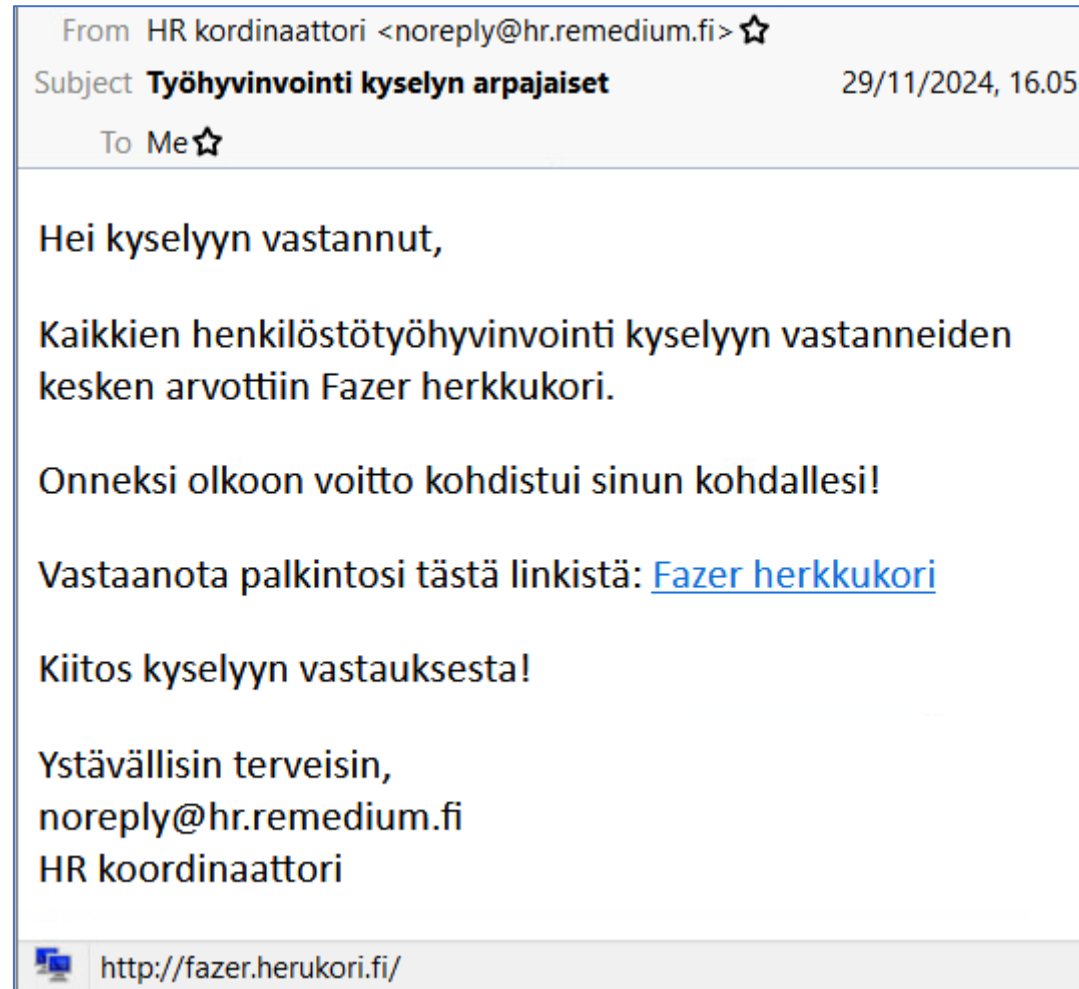 From HR kordinaattori <noreply@hr.remedium.fi>
Subject Työhyvinvointi kyselyn arpajaiset 29/11/2024, 16.05
To Me
Hei kyselyyn vastannut,
Kaikkien henkilöstötyöhyvinvointi kyselyyn vastanneiden
kesken arvottiin Fazer herkkukori.
Onneksi olkoon voitto kohdistui sinun kohdallesi!
Vastaanota palkintosi tästä linkistä: Fazer herkkukori
Kiitos kyselyyn vastauksesta!
Ystävällisin terveisin,
noreply@hr.remedium.fi
HR koordinaattori
http://fazer.herukori.fi/